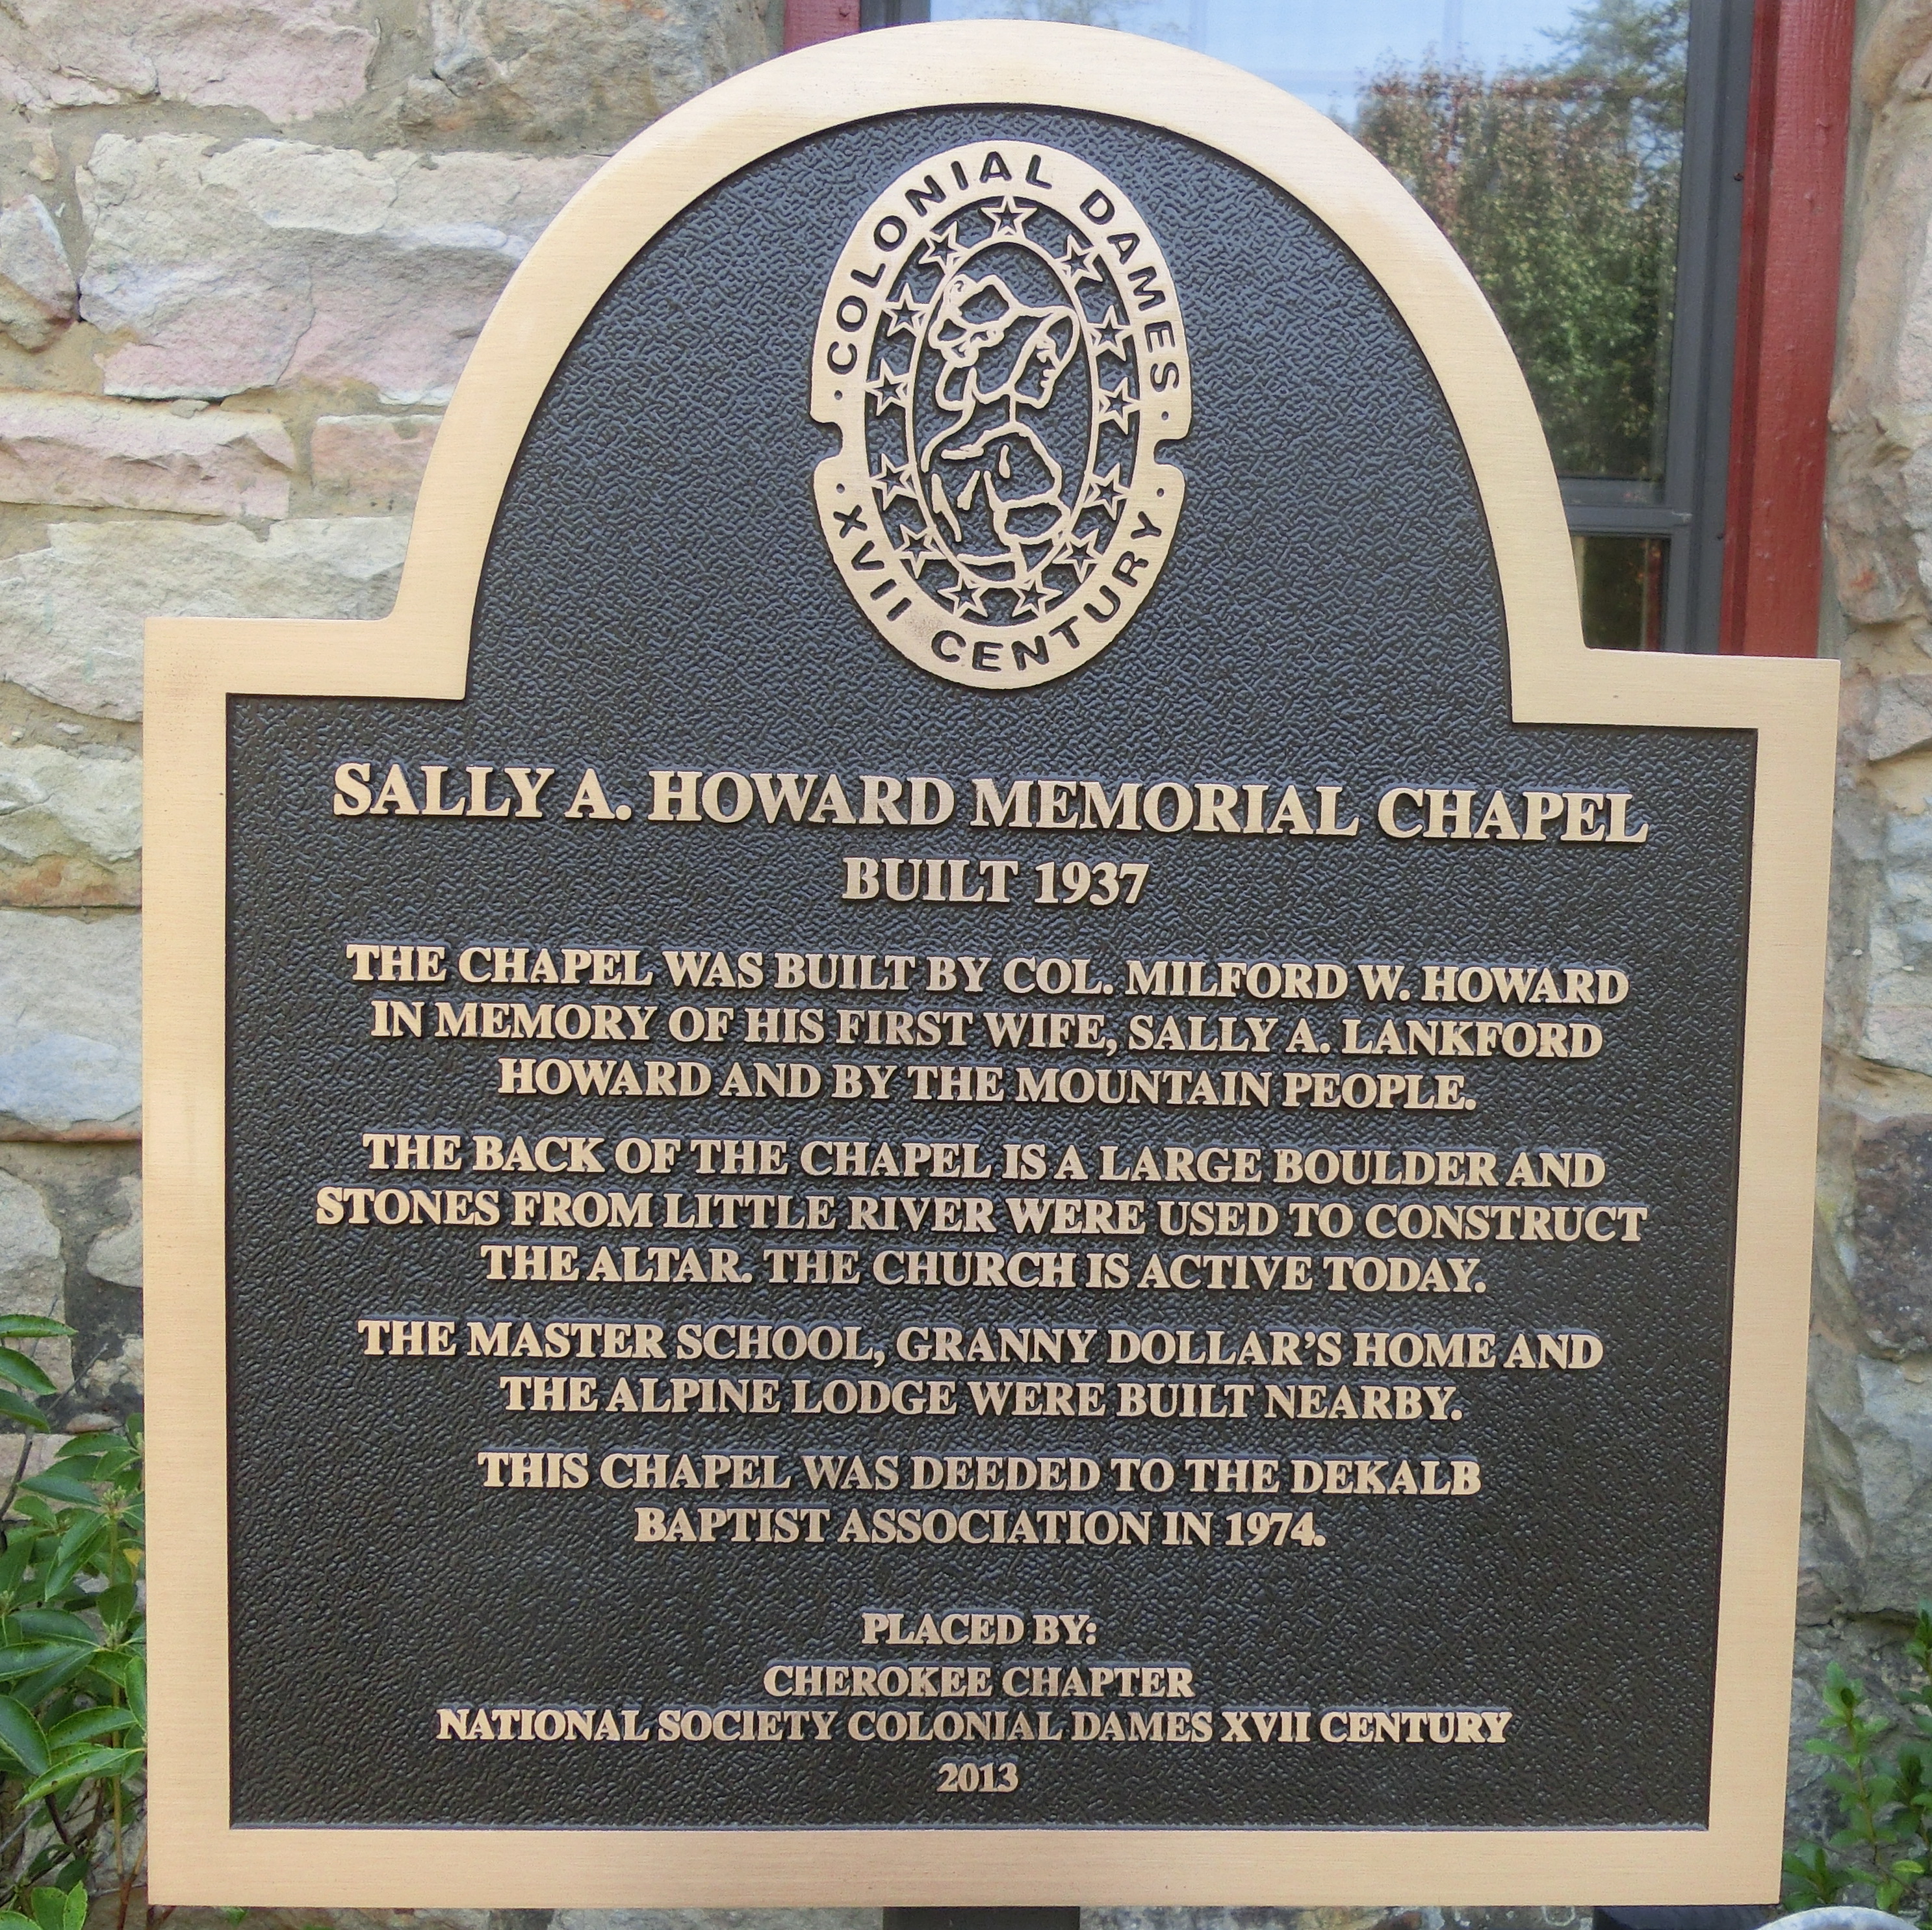 COLONIAL DAMES
XVII CENTURY
SALLY A. HOWARD MEMORIAL CHAPEL
BUILT 1937
THE CHAPEL WAS BUILT BY COL. MILFORD W. HOWARD
IN MEMORY OF HIS FIRST WIFE, SALLY A. LANKFORD
HOWARD AND BY THE MOUNTAIN PEOPLE.
THE BACK OF THE CHAPEL IS A LARGE BOULDER AND
STONES FROM LITTLE RIVER WERE USED TO CONSTRUCT
THE ALTAR. THE CHURCH IS ACTIVE TODAY.
THE MASTER SCHOOL, GRANNY DOLLAR'S HOME AND
THE ALPINE LODGE WERE BUILT NEARBY.
THIS CHAPEL WAS DEEDED TO THE DEKALB
BAPTIST ASSOCIATION IN 1974.
PLACED BY:
CHEROKEE CHAPTER
NATIONAL SOCIETY COLONIAL DAMES XVII CENTURY
2013